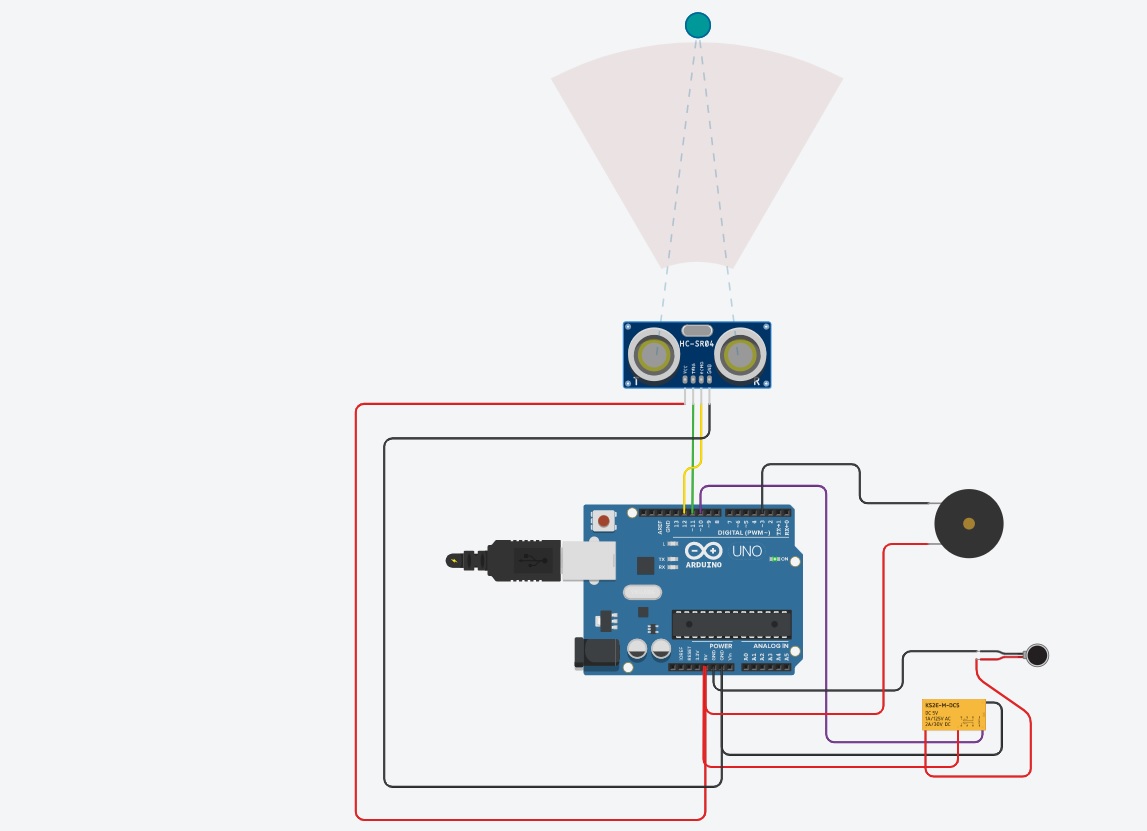 HC-SR04
VCC
TRIG
ECHO
GND
T
R
AREF
GND
13
12
~11
~10
~9
8
7
~6
~5
4
~3
2
TX→1
RX←0
DIGITAL (PWM~)
L
TX
RX
UNO
ARDUINO
ON
POWER
ANALOG IN
IOREF
RESET
3.3V
5V
GND
GND
Vin
A0
A1
A2
A3
A4
A5
KS2E-M-DC5
DC 5V
1A/125V AC
2A/30V DC